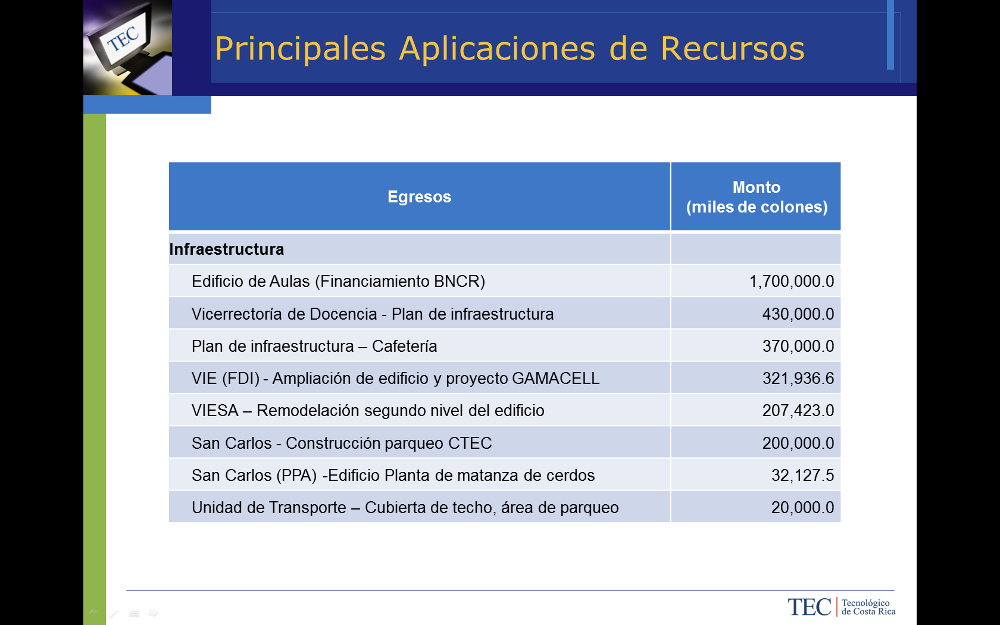 TEC
Principales Aplicaciones de Recursos
Egresos
Monto
(miles de colones)
Infraestructura
Edificio de Aulas (Financiamiento BNCR) 1,700,000.0
Vicerrectoría de Docencia - Plan de infraestructura 430,000.0
Plan de infraestructura – Cafetería 370,000.0
VIE (FDI) - Ampliación de edificio y proyecto GAMACELL 321,936.6
VIESA – Remodelación segundo nivel del edificio 207,423.0
San Carlos - Construcción parqueo CTEC 200,000.0
San Carlos (PPA) -Edificio Planta de matanza de cerdos 32,127.5
Unidad de Transporte – Cubierta de techo, área de parqueo 20,000.0
TEC
Tecnológico
de Costa Rica